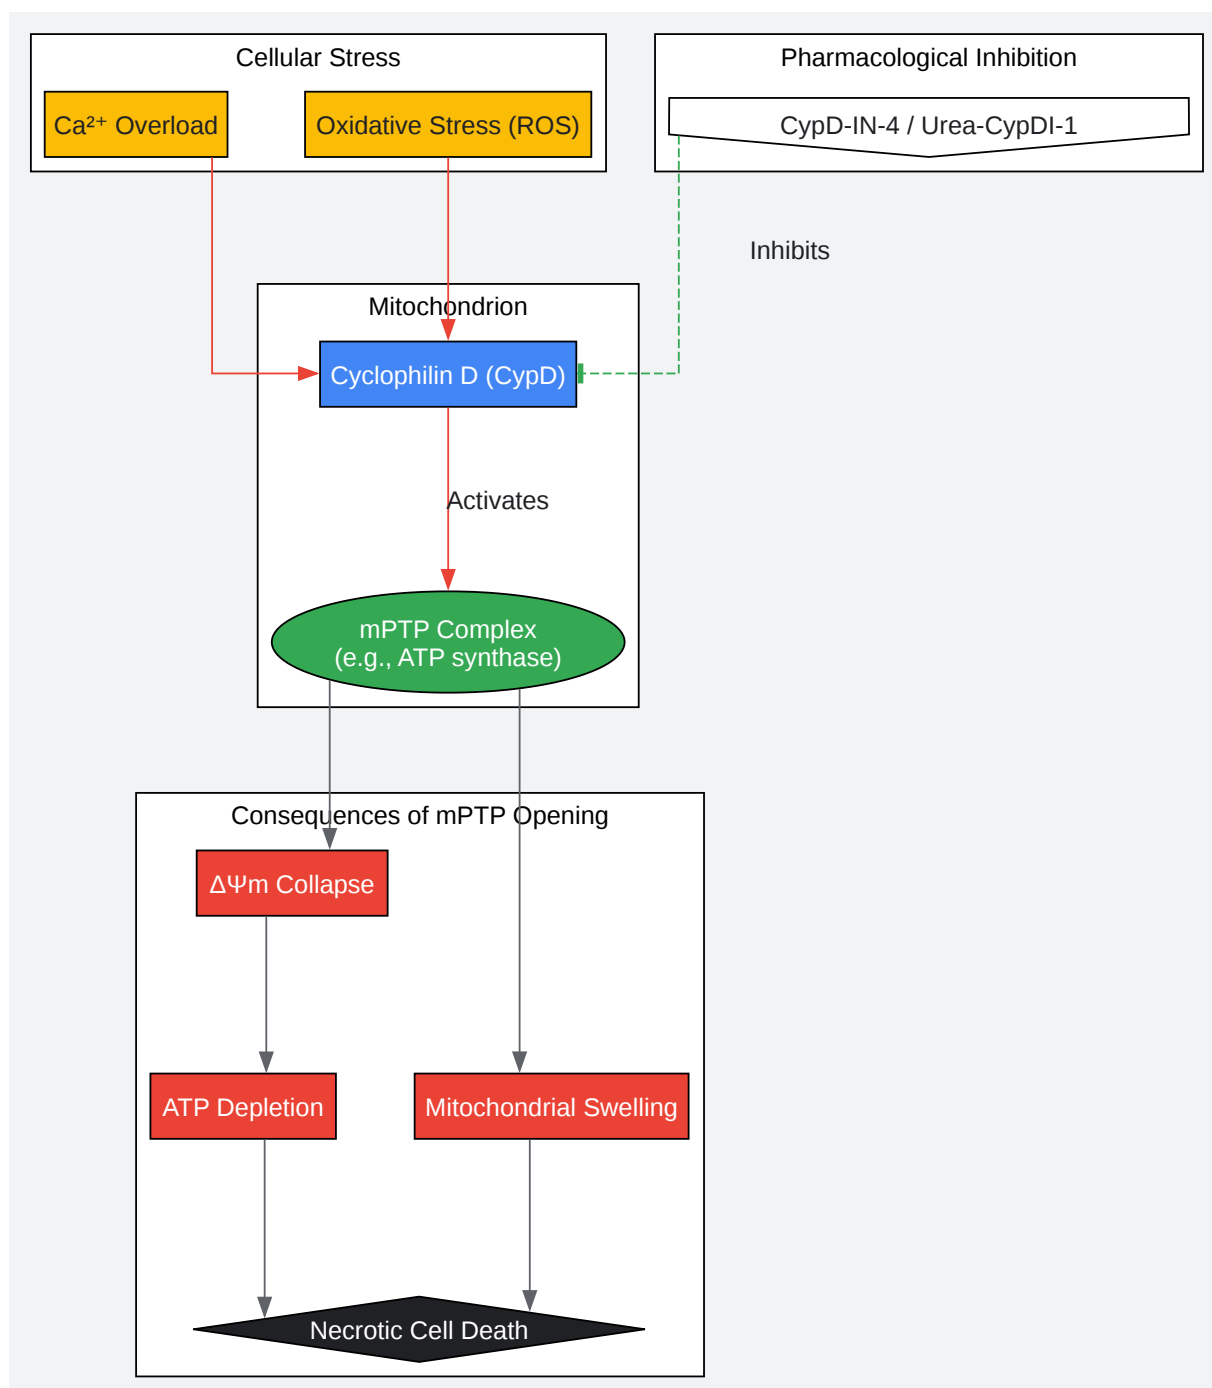 Cellular Stress
Pharmacological Inhibition
Ca²⁺ Overload
Oxidative Stress (ROS)
CypD-IN-4 / Urea-CypDI-1
Inhibits
Mitochondrion
Cyclophilin D (CypD)
Activates
mPTP Complex
(e.g., ATP synthase)
Consequences of mPTP Opening
ΔΨm Collapse
ATP Depletion
Mitochondrial Swelling
Necrotic Cell Death